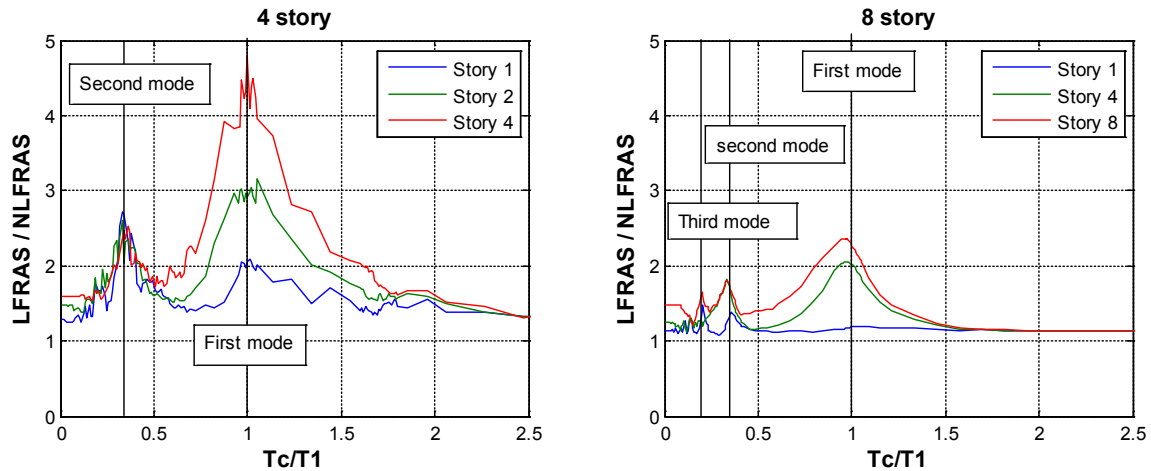 4 story
5
4
3
2
1
0
LFRAS / NLFRAS
Second mode
First mode
Story 1
Story 2
Story 4
0
0.5
1
1.5
2
2.5
Tc/T1
8 story
5
4
3
2
1
0
LFRAS / NLFRAS
First mode
second mode
Third mode
Story 1
Story 4
Story 8
0
0.5
1
1.5
2
2.5
Tc/T1